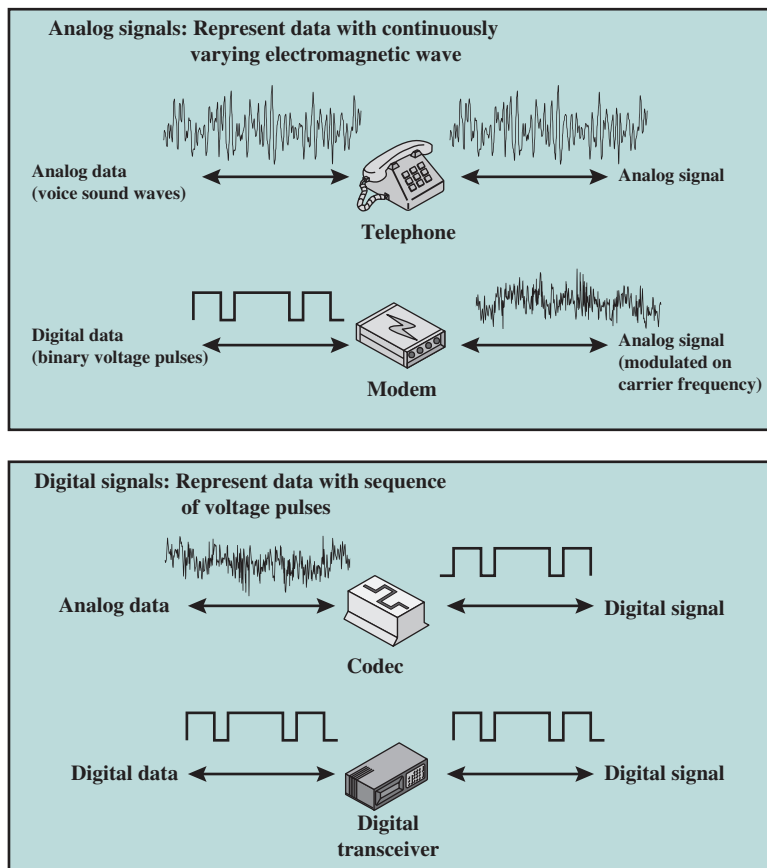 Analog signals: Represent data with continuously
varying electromagnetic wave
Analog data
(voice sound waves)
Analog signal
Telephone
Digital data
(binary voltage pulses)
Analog signal
(modulated on
carrier frequency)
Modem
Digital signals: Represent data with sequence
of voltage pulses
Analog data
Digital signal
Codec
Digital data
Digital signal
Digital
transceiver